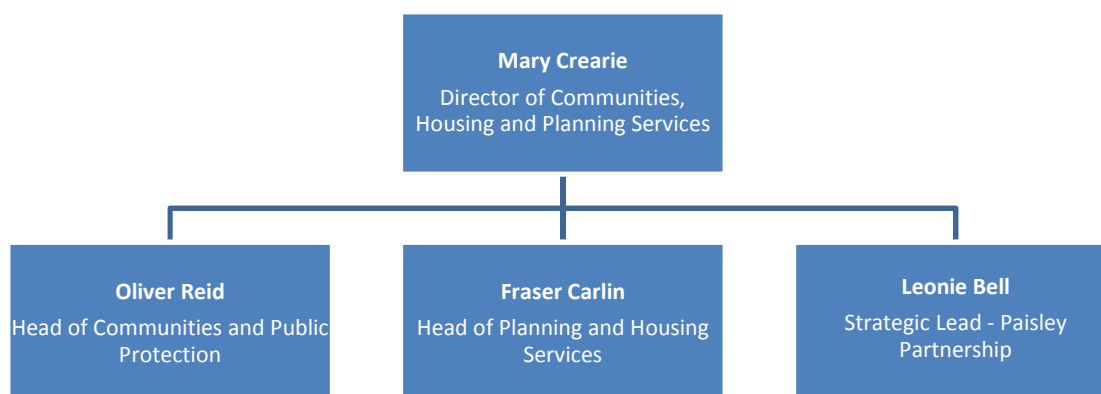 Mary Crearie
Director of Communities,
Housing and Planning Services
Oliver Reid
Head of Communities and Public
Protection
Fraser Carlin
Head of Planning and Housing
Services
Leonie Bell
Strategic Lead - Paisley
Partnership